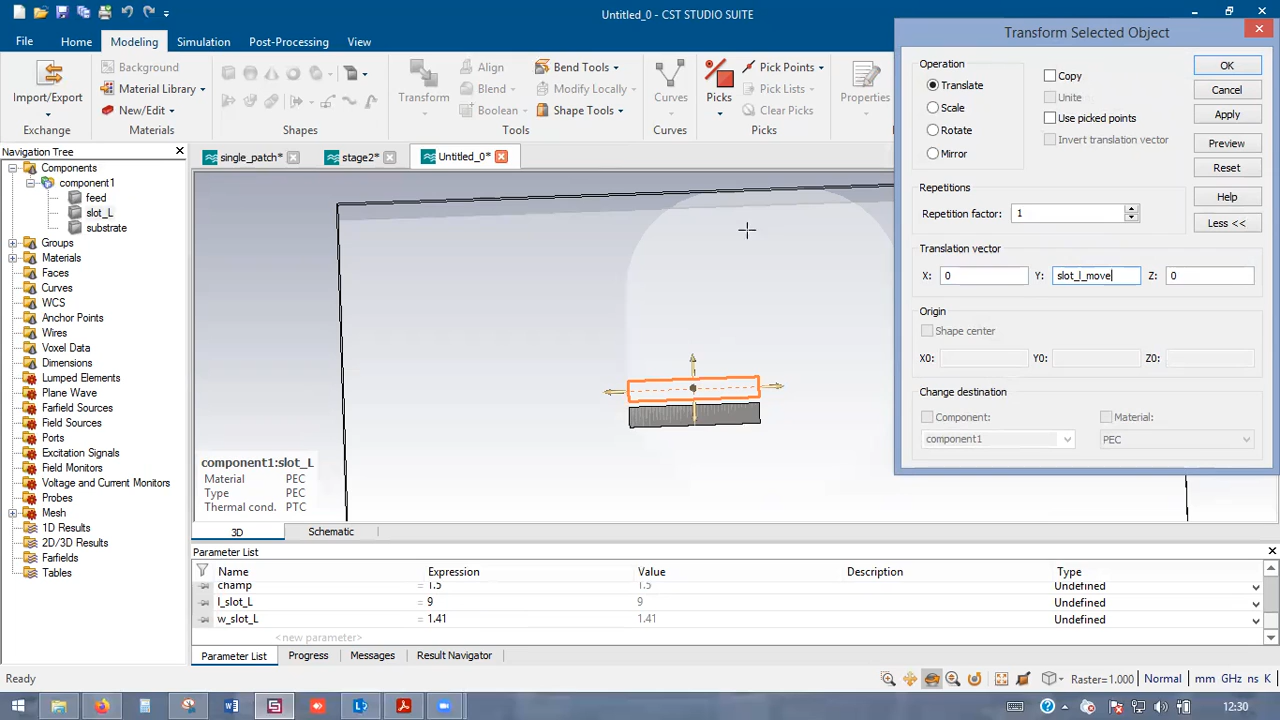 Untitled_0 - CST STUDIO SUITE
File Home Modeling Simulation Post-Processing View
Import/Export
Exchange
Background
Material Library
New/Edit
Materials
Shapes
Transform
Align
Blend
Boolean
Bend Tools
Modify Locally
Shape Tools
Tools
Curves
Curves
Picks
Pick Points
Pick Lists
Clear Picks
Picks
Properties
Navigation Tree
Components
component1
feed
slot_L
substrate
Groups
Materials
Faces
Curves
WCS
Anchor Points
Wires
Voxel Data
Dimensions
Lumped Elements
Plane Wave
Farfield Sources
Field Sources
Ports
Excitation Signals
Field Monitors
Voltage and Current Monitors
Probes
Mesh
1D Results
2D/3D Results
Farfields
Tables
single_patch* stage2* Untitled_0*
component1:slot_L
Material PEC
Type PEC
Thermal cond. PTC
3D Schematic
Transform Selected Object
Operation
Translate
Scale
Rotate
Mirror
Copy
Unite
Use picked points
Invert translation vector
OK
Cancel
Apply
Preview
Reset
Help
Less <<
Repetitions
Repetition factor: 1
Translation vector
X: 0 Y: slot_l_move Z: 0
Origin
Shape center
X0: Y0: Z0:
Change destination
Component: Material:
component1 PEC
Parameter List
Name Expression Value Description Type
champ = 1.5 1.5 Undefined
l_slot_L = 9 9 Undefined
w_slot_L = 1.41 1.41 Undefined
<new parameter>
Parameter List Progress Messages Result Navigator
Ready
Raster=1.000 Normal mm GHz ns K
12:30